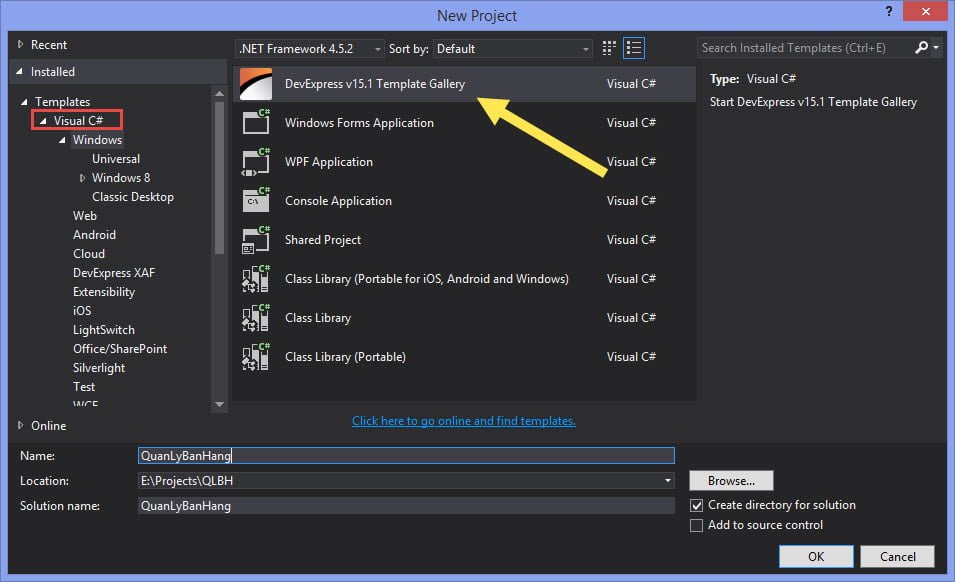 New Project
?
Recent
Installed
Templates
Visual C#
Windows
Universal
Windows 8
Classic Desktop
Web
Android
Cloud
DevExpress XAF
Extensibility
iOS
LightSwitch
Office/SharePoint
Silverlight
Test
WCF
Online
.NET Framework 4.5.2 Sort by: Default
DevExpress v15.1 Template Gallery Visual C#
Windows Forms Application Visual C#
WPF Application Visual C#
Console Application Visual C#
Shared Project Visual C#
Class Library (Portable for iOS, Android and Windows) Visual C#
Class Library Visual C#
Class Library (Portable) Visual C#
Click here to go online and find templates.
Search Installed Templates (Ctrl+E)
Type: Visual C#
Start DevExpress v15.1 Template Gallery
Name: QuanLyBanHang
Location: E:\Projects\QLBH Browse...
Solution name: QuanLyBanHang Create directory for solution
Add to source control
OK Cancel